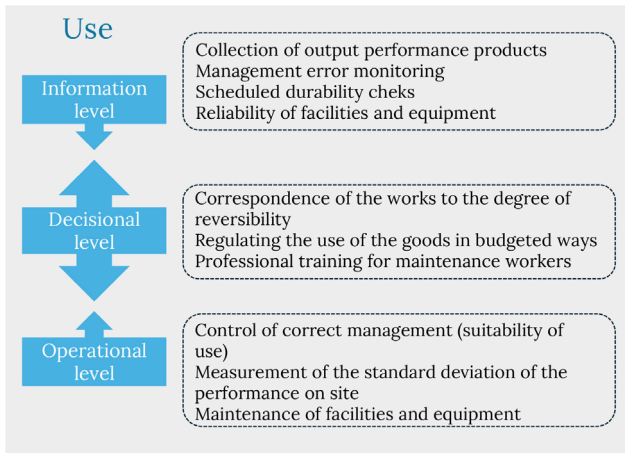 Use
Information
level
Collection of output performance products
Management error monitoring
Scheduled durability cheks
Reliability of facilities and equipment
Decisional
level
Correspondence of the works to the degree of
reversibility
Regulating the use of the goods in budgeted ways
Professional training for maintenance workers
Operational
level
Control of correct management (suitability of
use)
Measurement of the standard deviation of the
performance on site
Maintenance of facilities and equipment